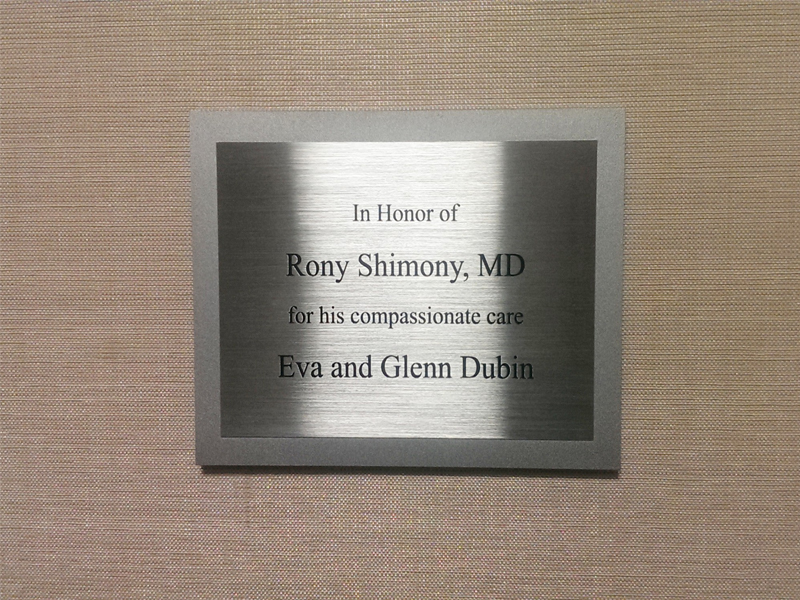 In Honor of
Rony Shimony, MD
for his compassionate care
Eva and Glenn Dubin